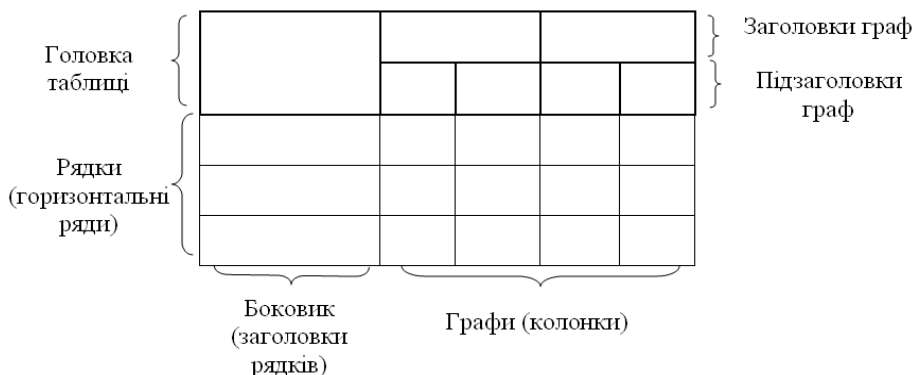 Головка
таблиці
Заголовки граф
Підзаголовки
граф
Рядки
(горизонтальні
ряди)
Боковик
(заголовки
рядків)
Графи (колонки)